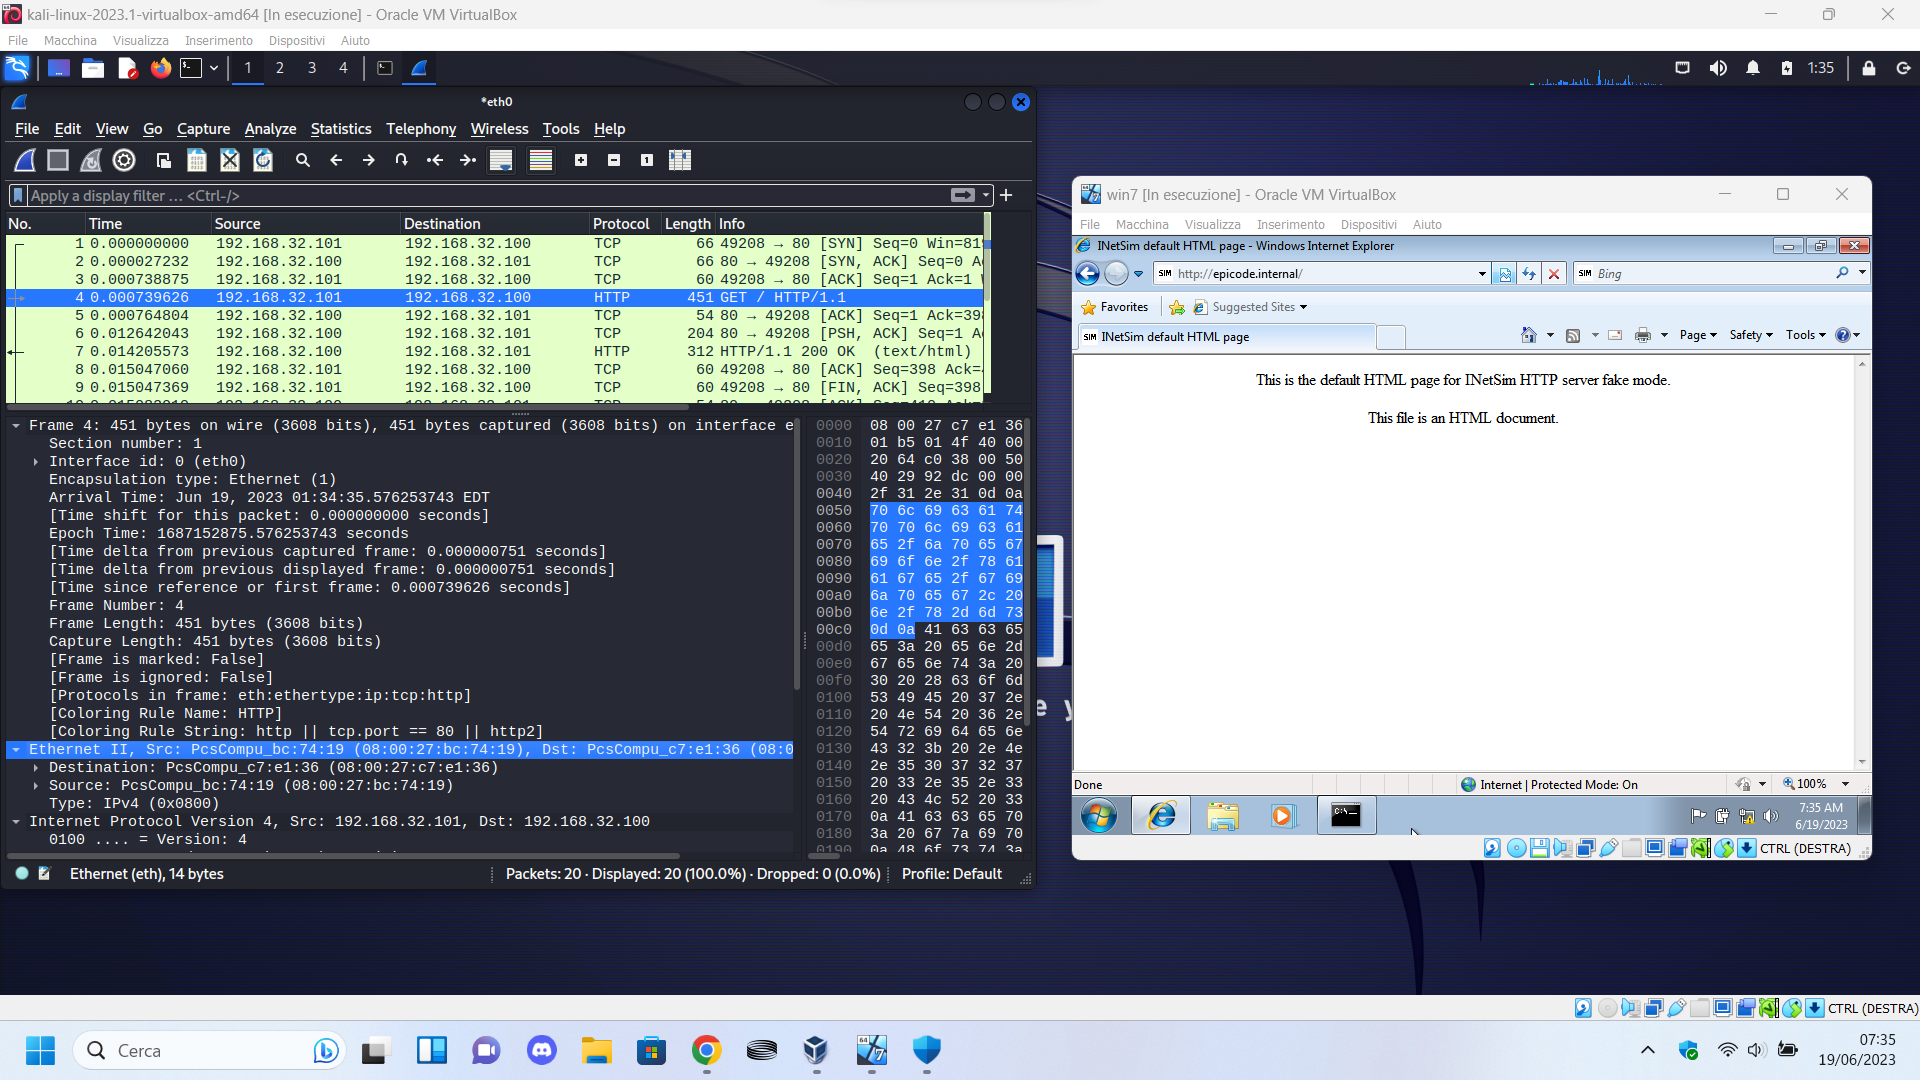 kali-linux-2023.1-virtualbox-amd64 [In esecuzione] - Oracle VM VirtualBox
File Macchina Visualizza Inserimento Dispositivi Aiuto
1 2 3 4 1:35
*eth0
File Edit View Go Capture Analyze Statistics Telephony Wireless Tools Help
Apply a display filter ... <Ctrl-/>
No. Time Source Destination Protocol Length Info
1 0.000000000 192.168.32.101 192.168.32.100 TCP 66 49208 → 80 [SYN] Seq=0 Win=819
2 0.000027232 192.168.32.100 192.168.32.101 TCP 66 80 → 49208 [SYN, ACK] Seq=0 A
3 0.000738875 192.168.32.101 192.168.32.100 TCP 60 49208 → 80 [ACK] Seq=1 Ack=1
4 0.000739626 192.168.32.101 192.168.32.100 HTTP 451 GET / HTTP/1.1
5 0.000764804 192.168.32.100 192.168.32.101 TCP 54 80 → 49208 [ACK] Seq=1 Ack=398
6 0.012642043 192.168.32.100 192.168.32.101 TCP 204 80 → 49208 [PSH, ACK] Seq=1 A
7 0.014205573 192.168.32.100 192.168.32.101 HTTP 312 HTTP/1.1 200 OK (text/html)
8 0.015047060 192.168.32.101 192.168.32.100 TCP 60 49208 → 80 [ACK] Seq=398 Ack=
9 0.015047369 192.168.32.101 192.168.32.100 TCP 60 49208 → 80 [FIN, ACK] Seq=398
Frame 4: 451 bytes on wire (3608 bits), 451 bytes captured (3608 bits) on interface e
Section number: 1
Interface id: 0 (eth0)
Encapsulation type: Ethernet (1)
Arrival Time: Jun 19, 2023 01:34:35.576253743 EDT
[Time shift for this packet: 0.000000000 seconds]
Epoch Time: 1687152875.576253743 seconds
[Time delta from previous captured frame: 0.000000751 seconds]
[Time delta from previous displayed frame: 0.000000751 seconds]
[Time since reference or first frame: 0.000739626 seconds]
Frame Number: 4
Frame Length: 451 bytes (3608 bits)
Capture Length: 451 bytes (3608 bits)
[Frame is marked: False]
[Frame is ignored: False]
[Protocols in frame: eth:ethertype:ip:tcp:http]
[Coloring Rule Name: HTTP]
[Coloring Rule String: http || tcp.port == 80 || http2]
Ethernet II, Src: PcsCompu_bc:74:19 (08:00:27:bc:74:19), Dst: PcsCompu_c7:e1:36 (08:0
Destination: PcsCompu_c7:e1:36 (08:00:27:c7:e1:36)
Source: PcsCompu_bc:74:19 (08:00:27:bc:74:19)
Type: IPv4 (0x0800)
Internet Protocol Version 4, Src: 192.168.32.101, Dst: 192.168.32.100
0100 .... = Version: 4
0000 08 00 27 c7 e1 36
0010 01 b5 01 4f 40 00
0020 20 64 c0 38 00 50
0030 40 29 92 dc 00 00
0040 2f 31 2e 31 0d 0a
0050 70 6c 69 63 61 74
0060 70 70 6c 69 63 61
0070 65 2f 6a 70 65 67
0080 69 6f 6e 2f 78 61
0090 61 67 65 2f 67 69
00a0 6a 70 65 67 2c 20
00b0 6e 2f 78 2d 6d 73
00c0 0d 0a 41 63 63 65
00d0 65 3a 20 65 6e 2d
00e0 67 65 6e 74 3a 20
00f0 30 20 28 63 6f 6d
0100 53 49 45 20 37 2e
0110 20 4e 54 20 36 2e
0120 54 72 69 64 65 6e
0130 43 32 3b 20 2e 4e
0140 2e 35 30 37 32 37
0150 20 33 2e 35 2e 33
0160 20 43 4c 52 20 33
0170 0a 41 63 63 65 70
0180 3a 20 67 7a 69 70
0190 0a 48 6f 73 74 3a
Ethernet (eth), 14 bytes
Packets: 20 · Displayed: 20 (100.0%) · Dropped: 0 (0.0%)
Profile: Default
win7 [In esecuzione] - Oracle VM VirtualBox
File Macchina Visualizza Inserimento Dispositivi Aiuto
INetSim default HTML page - Windows Internet Explorer
SIM http://epicode.internal/
SIM Bing
Favorites Suggested Sites
SIM INetSim default HTML page
Page Safety Tools
This is the default HTML page for INetSim HTTP server fake mode.
This file is an HTML document.
Done
Internet | Protected Mode: On
100%
7:35 AM
6/19/2023
CTRL (DESTRA)
CTRL (DESTRA)
Cerca
07:35
19/06/2023